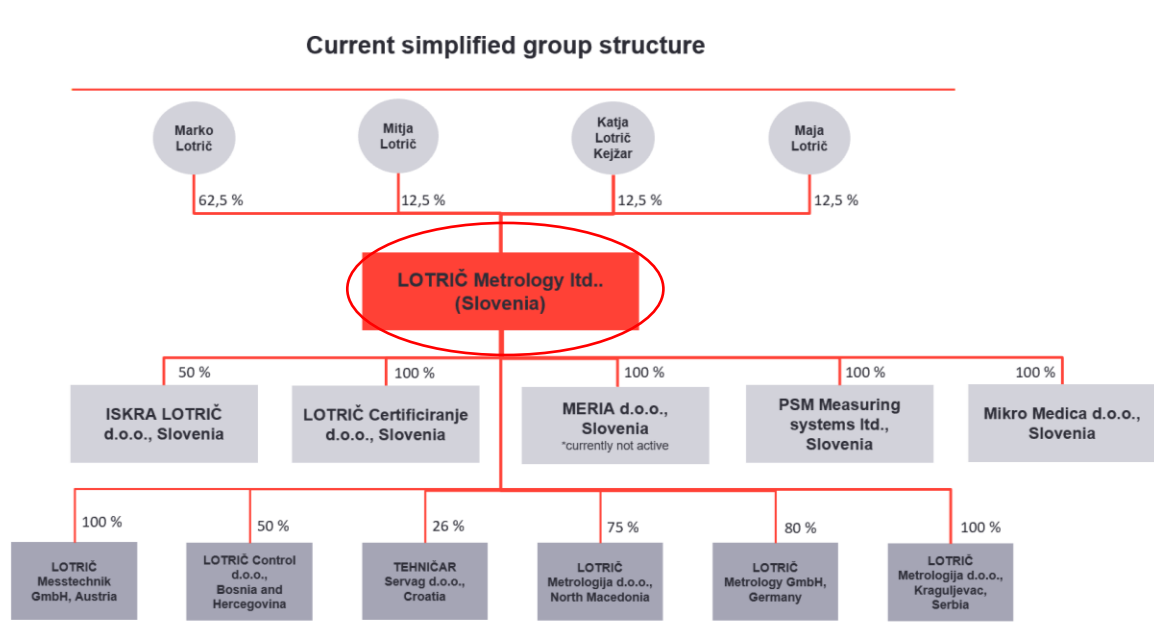 Current simplified group structure
Marko
Lotrič
Mitja
Lotrič
Katja
Lotrič
Kejžar
Maja
Lotrič
62,5 %
12,5 %
12,5 %
12,5 %
LOTRIČ Metrology ltd..
(Slovenia)
50 %
100 %
100 %
100 %
100 %
ISKRA LOTRIČ
d.o.o., Slovenia
LOTRIČ Certificiranje
d.o.o., Slovenia
MERIA d.o.o.,
Slovenia
*currently not active
PSM Measuring
systems ltd.,
Slovenia
Mikro Medica d.o.o.,
Slovenia
100 %
50 %
26 %
75 %
80 %
100 %
LOTRIČ
Messtechnik
GmbH, Austria
LOTRIČ Control
d.o.o.,
Bosnia and
Hercegovina
TEHNIČAR
Servag d.o.o.,
Croatia
LOTRIČ
Metrologija d.o.o.,
North Macedonia
LOTRIČ
Metrology GmbH,
Germany
LOTRIČ
Metrologija d.o.o.,
Kraguljevac,
Serbia